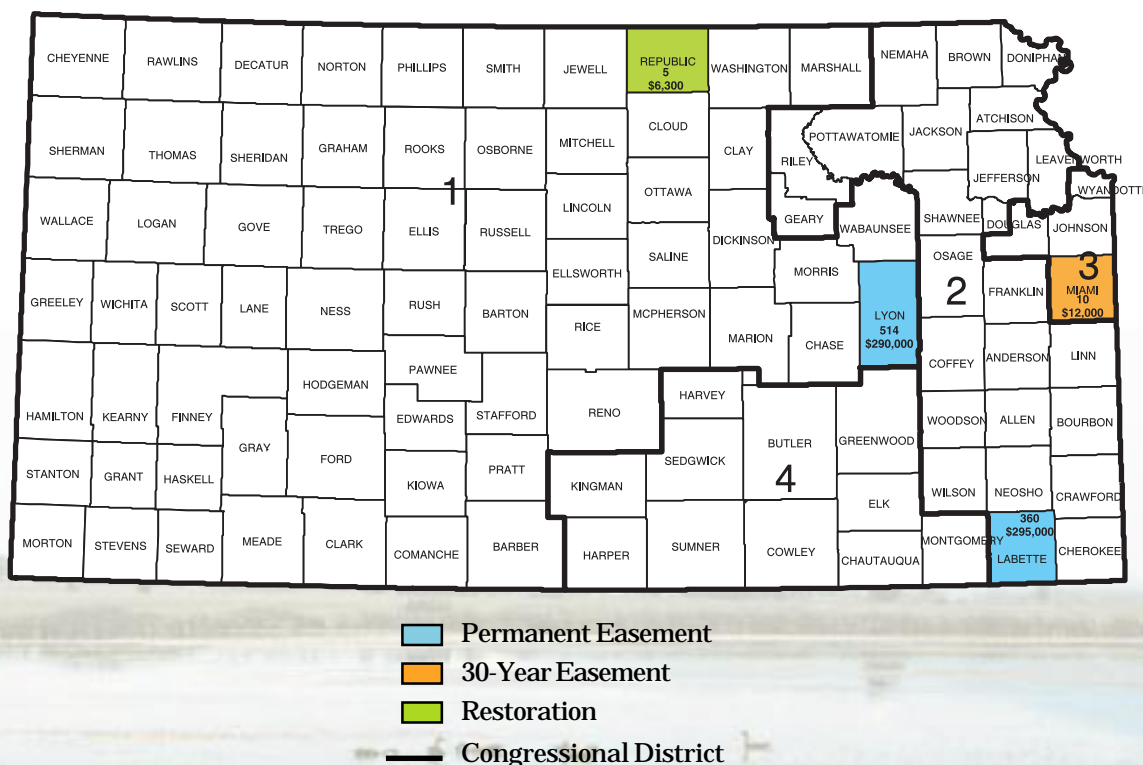 CHEYENNE
RAWLINS
DECATUR
NORTON
PHILLIPS
SMITH
JEWELL
REPUBLIC
5
$6,300
WASHINGTON
MARSHALL
NEMAHA
BROWN
DONIPHAN
SHERMAN
THOMAS
SHERIDAN
GRAHAM
ROOKS
OSBORNE
MITCHELL
CLOUD
CLAY
RILEY
POTTAWATOMIE
JACKSON
ATCHISON
JEFFERSON
LEAVENWORTH
WYANDOTTE
1
OTTAWA
LINCOLN
GEARY
WALLACE
LOGAN
GOVE
TREGO
ELLIS
RUSSELL
SALINE
DICKINSON
WABAUNSEE
SHAWNEE
DOUGLAS
JOHNSON
ELLSWORTH
MORRIS
OSAGE
2
FRANKLIN
3
MIAMI
10
$12,000
GREELEY
WICHITA
SCOTT
LANE
NESS
RUSH
BARTON
RICE
MCPHERSON
MARION
CHASE
LYON
514
$290,000
COFFEY
ANDERSON
LINN
PAWNEE
HODGEMAN
HAMILTON
KEARNY
FINNEY
GRAY
FORD
EDWARDS
STAFFORD
RENO
HARVEY
SEDGWICK
BUTLER
4
GREENWOOD
WOODSON
ALLEN
BOURBON
STANTON
GRANT
HASKELL
KIOWA
PRATT
KINGMAN
ELK
WILSON
NEOSHO
CRAWFORD
MORTON
STEVENS
SEWARD
MEADE
CLARK
COMANCHE
BARBER
HARPER
SUMNER
COWLEY
CHAUTAUQUA
MONTGOMERY
360
$295,000
LABETTE
CHEROKEE
Permanent Easement
30-Year Easement
Restoration
Congressional District